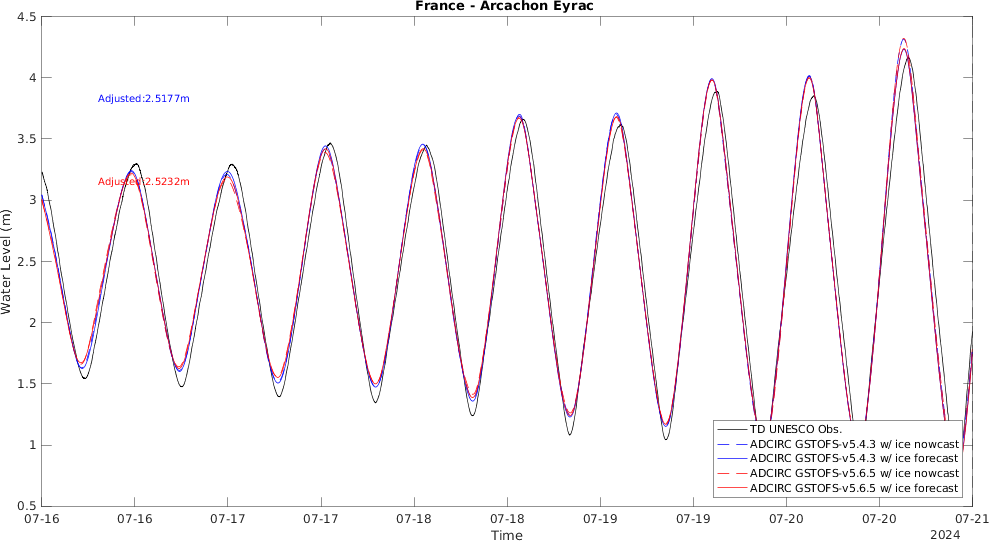 France - Arcachon Eyrac
4.5
4
3.5
3
2.5
2
1.5
1
0.5
Water Level (m)
Adjusted:2.5177m
Adjusted:2.5232m
TD UNESCO Obs.
ADCIRC GSTOFS-v5.4.3 w/ ice nowcast
ADCIRC GSTOFS-v5.4.3 w/ ice forecast
ADCIRC GSTOFS-v5.6.5 w/ ice nowcast
ADCIRC GSTOFS-v5.6.5 w/ ice forecast
07-16 07-16 07-17 07-17 07-18 07-18 07-19 07-19 07-20 07-20 07-21
Time
2024